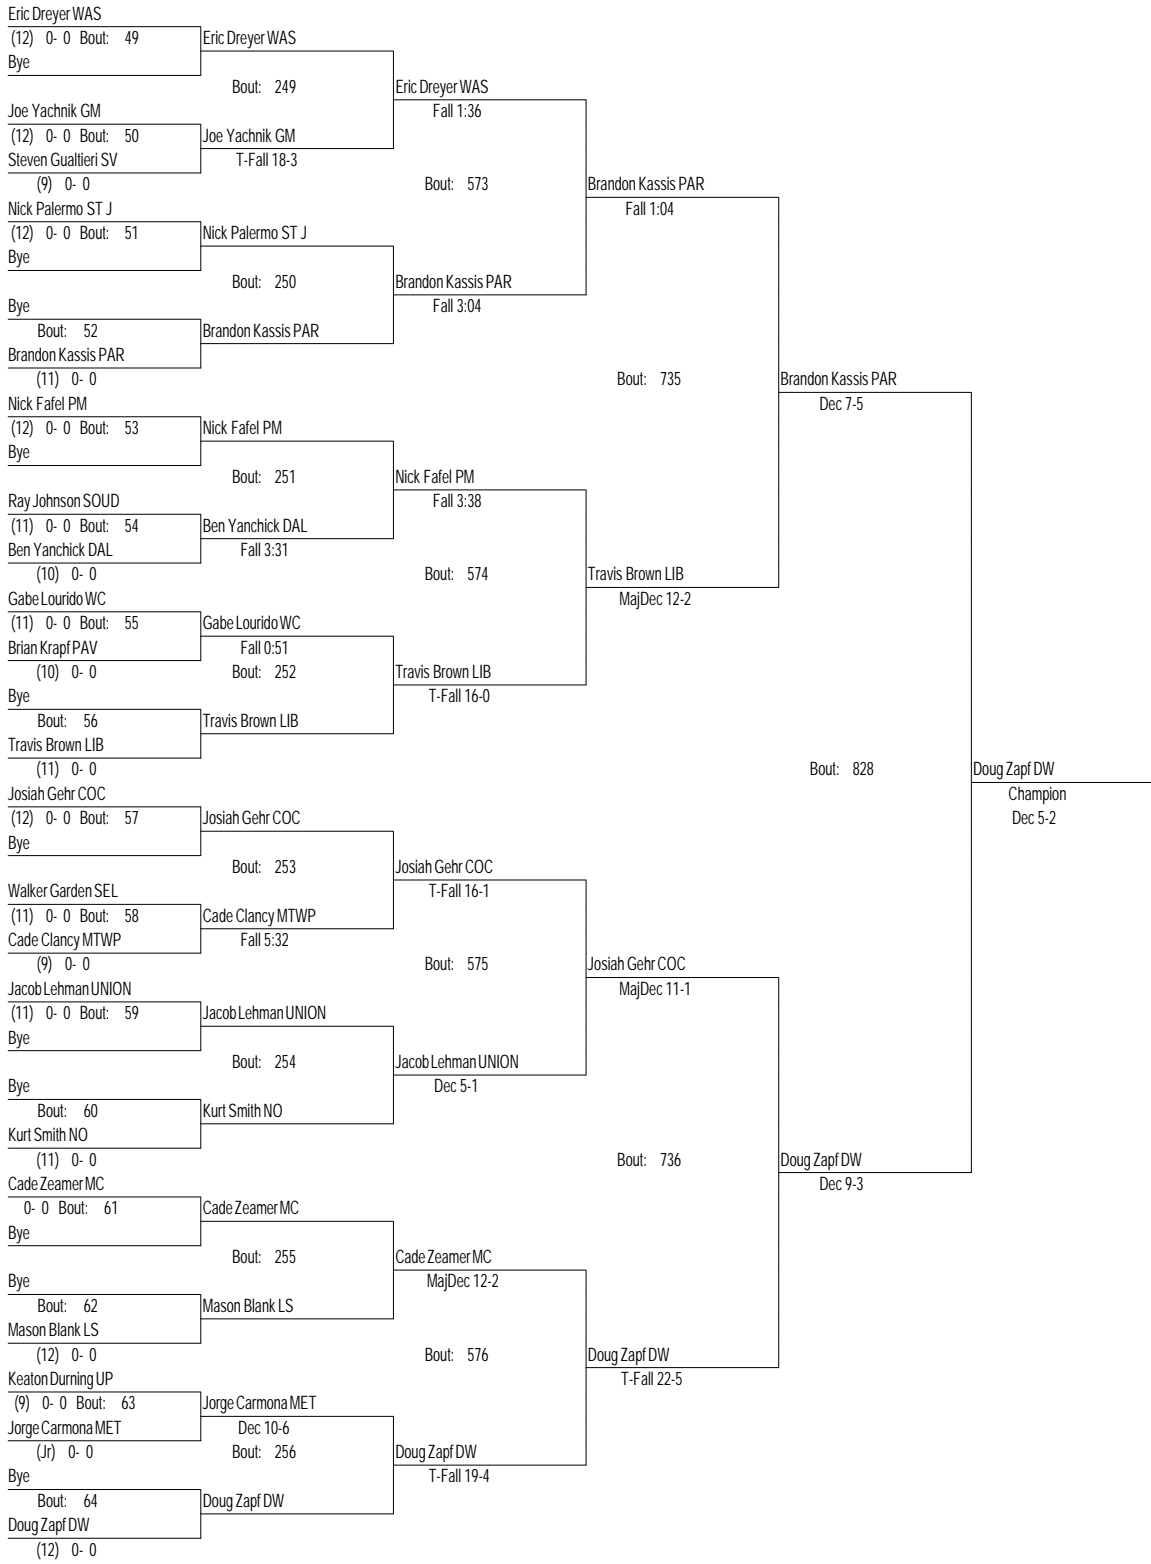 Eric Dreyer WAS
(12) 0- 0 Bout: 49
Eric Dreyer WAS
Bye
Bout: 249
Eric Dreyer WAS
Joe Yachnik GM
Fall 1:36
(12) 0- 0 Bout: 50
Joe Yachnik GM
Steven Gualtieri SV
T-Fall 18-3
(9) 0- 0
Bout: 573
Brandon Kassis PAR
Nick Palermo ST J
Fall 1:04
(12) 0- 0 Bout: 51
Nick Palermo ST J
Bye
Bout: 250
Brandon Kassis PAR
Bye
Fall 3:04
Bout: 52
Brandon Kassis PAR
Brandon Kassis PAR
(11) 0- 0
Bout: 735
Brandon Kassis PAR
Nick Fafel PM
Dec 7-5
(12) 0- 0 Bout: 53
Nick Fafel PM
Bye
Bout: 251
Nick Fafel PM
Ray Johnson SOUD
Fall 3:38
(11) 0- 0 Bout: 54
Ben Yanchick DAL
Ben Yanchick DAL
Fall 3:31
(10) 0- 0
Bout: 574
Travis Brown LIB
Gabe Lourido WC
MajDec 12-2
(11) 0- 0 Bout: 55
Gabe Lourido WC
Brian Krapf PAV
Fall 0:51
(10) 0- 0
Bout: 252
Travis Brown LIB
Bye
T-Fall 16-0
Bout: 56
Travis Brown LIB
Travis Brown LIB
(11) 0- 0
Bout: 828
Doug Zapf DW
Josiah Gehr COC
Champion
(12) 0- 0 Bout: 57
Josiah Gehr COC
Dec 5-2
Bye
Bout: 253
Josiah Gehr COC
Walker Garden SEL
T-Fall 16-1
(11) 0- 0 Bout: 58
Cade Clancy MTWP
Cade Clancy MTWP
Fall 5:32
(9) 0- 0
Bout: 575
Josiah Gehr COC
Jacob Lehman UNION
MajDec 11-1
(11) 0- 0 Bout: 59
Jacob Lehman UNION
Bye
Bout: 254
Jacob Lehman UNION
Bye
Dec 5-1
Bout: 60
Kurt Smith NO
Kurt Smith NO
(11) 0- 0
Bout: 736
Doug Zapf DW
Cade Zeamer MC
Dec 9-3
0- 0 Bout: 61
Cade Zeamer MC
Bye
Bout: 255
Cade Zeamer MC
Bye
MajDec 12-2
Bout: 62
Mason Blank LS
Mason Blank LS
(12) 0- 0
Bout: 576
Doug Zapf DW
Keaton Durning UP
T-Fall 22-5
(9) 0- 0 Bout: 63
Jorge Carmona MET
Jorge Carmona MET
Dec 10-6
(Jr) 0- 0
Bout: 256
Doug Zapf DW
Bye
T-Fall 19-4
Bout: 64
Doug Zapf DW
Doug Zapf DW
(12) 0- 0